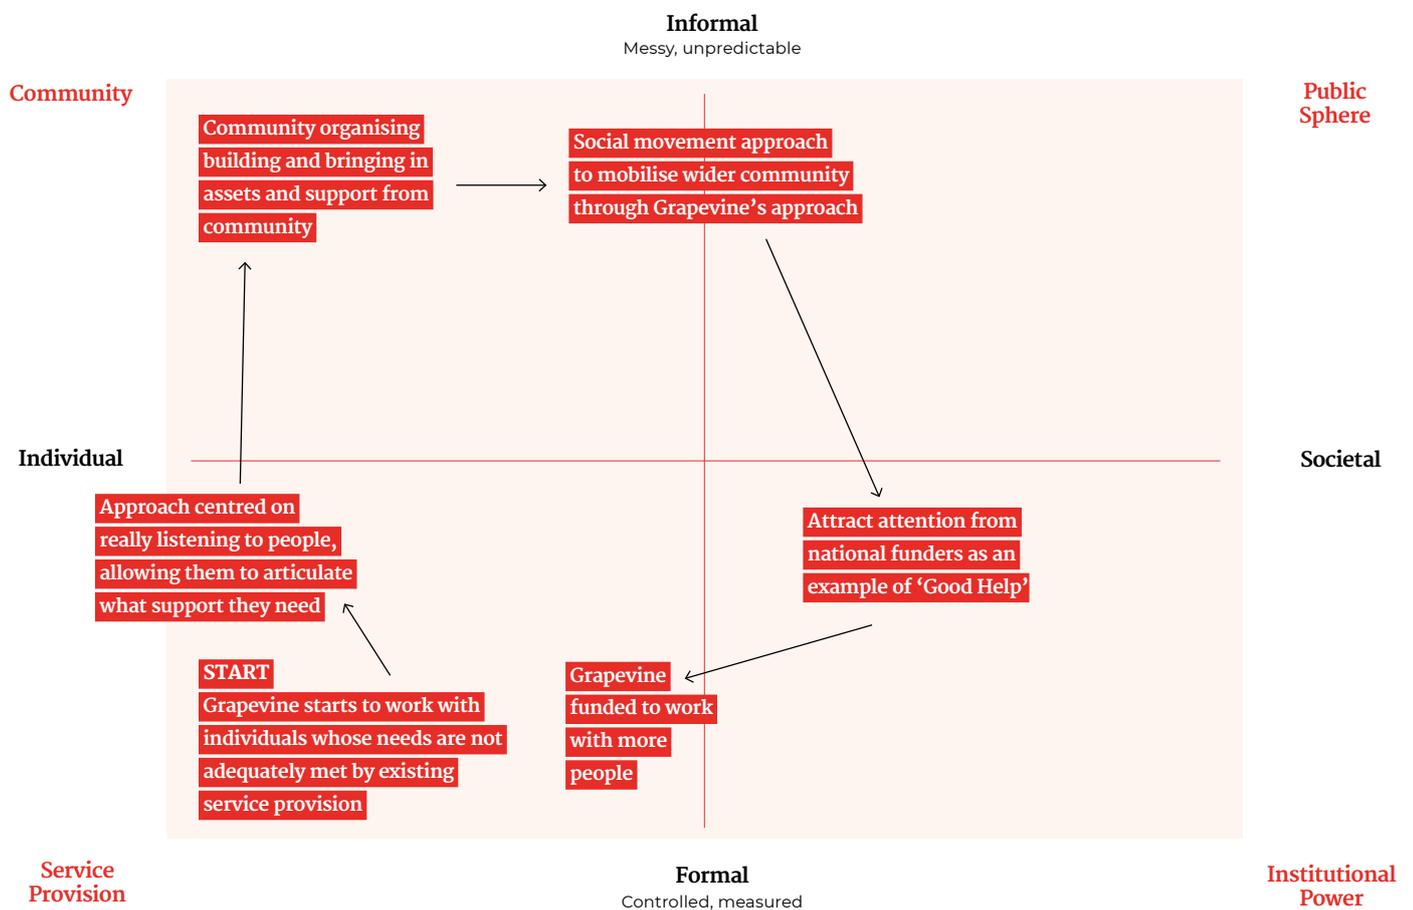 Informal
Messy, unpredictable
Community
Public
Sphere
Community organising
building and bringing in
assets and support from
community
Social movement approach
to mobilise wider community
through Grapevine’s approach
Individual
Societal
Approach centred on
really listening to people,
allowing them to articulate
what support they need
Attract attention from
national funders as an
example of ‘Good Help’
START
Grapevine starts to work with
individuals whose needs are not
adequately met by existing
service provision
Grapevine
funded to work
with more
people
Service
Provision
Formal
Controlled, measured
Institutional
Power